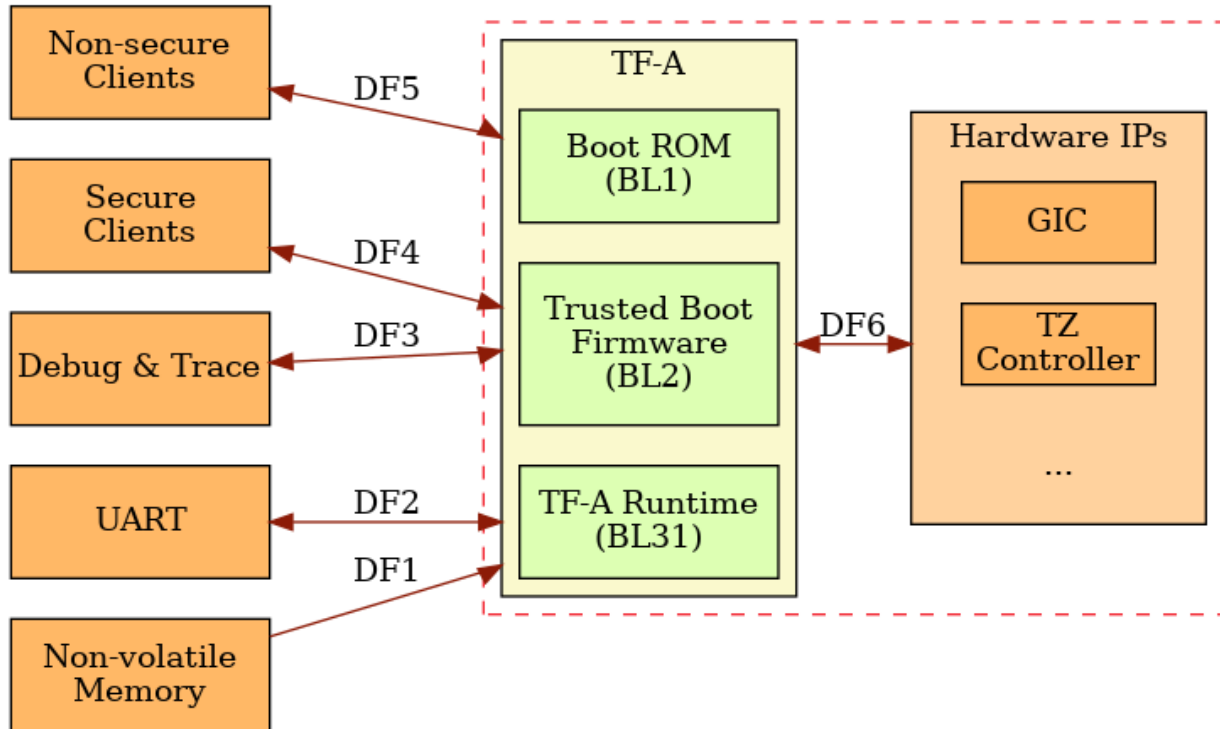 Non-secure
Clients
DF5
Secure
Clients
DF4
Debug & Trace
DF3
UART
DF2
DF1
Non-volatile
Memory
TF-A
Boot ROM
(BL1)
Trusted Boot
Firmware
(BL2)
TF-A Runtime
(BL31)
DF6
Hardware IPs
GIC
TZ
Controller
...